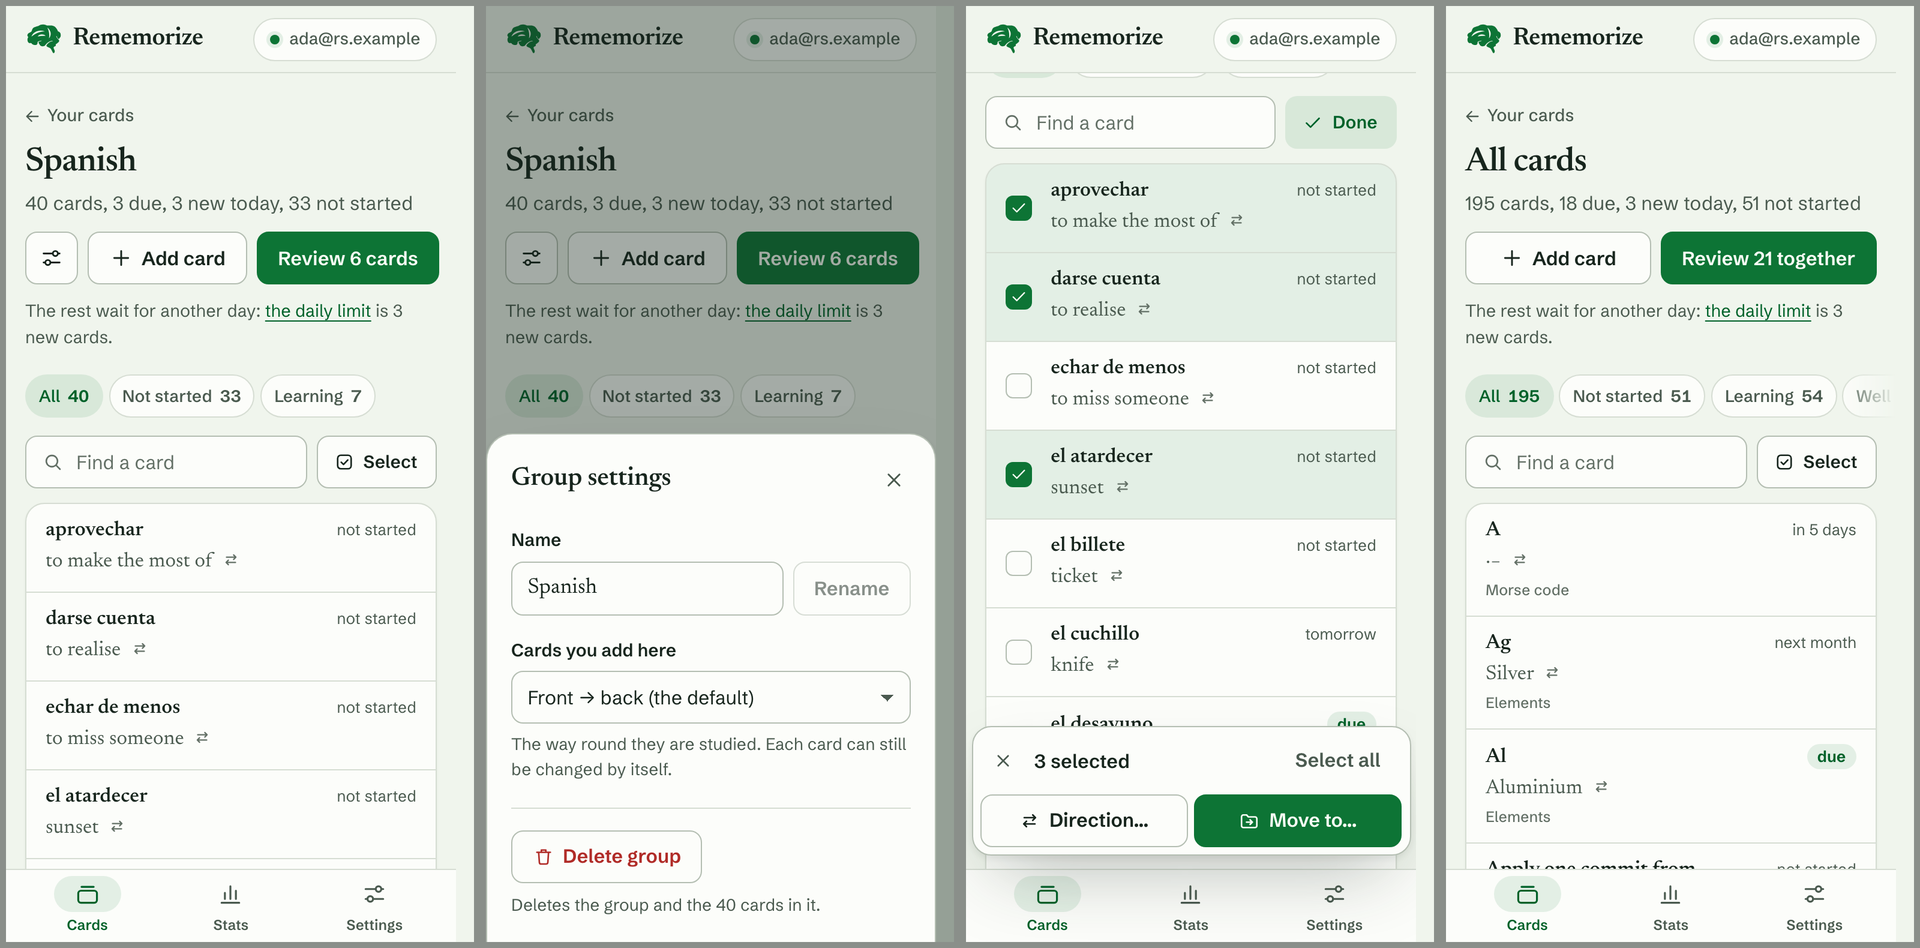 Rememorize
ada@rs.example
← Your cards
Spanish
40 cards, 3 due, 3 new today, 33 not started
+ Add card
Review 6 cards
The rest wait for another day: the daily limit is 3
new cards.
All 40
Not started 33
Learning 7
Find a card
Select
aprovechar
not started
to make the most of ⇄
darse cuenta
not started
to realise ⇄
echar de menos
not started
to miss someone ⇄
el atardecer
not started
sunset ⇄
Cards
Stats
Settings
Rememorize
ada@rs.example
← Your cards
Spanish
40 cards, 3 due, 3 new today, 33 not started
+ Add card
Review 6 cards
The rest wait for another day: the daily limit is 3
new cards.
All 40
Not started 33
Learning 7
Group settings
Name
Spanish
Rename
Cards you add here
Front → back (the default)
The way round they are studied. Each card can still
be changed by itself.
Delete group
Deletes the group and the 40 cards in it.
Rememorize
ada@rs.example
Find a card
Done
aprovechar
not started
to make the most of ⇄
darse cuenta
not started
to realise ⇄
echar de menos
not started
to miss someone ⇄
el atardecer
not started
sunset ⇄
el billete
not started
ticket ⇄
el cuchillo
tomorrow
knife ⇄
el desayuno
due
3 selected
Select all
⇄ Direction...
Move to...
Cards
Stats
Settings
Rememorize
ada@rs.example
← Your cards
All cards
195 cards, 18 due, 3 new today, 51 not started
+ Add card
Review 21 together
The rest wait for another day: the daily limit is 3
new cards.
All 195
Not started 51
Learning 54
Well
Find a card
Select
A
in 5 days
·– ⇄
Morse code
Ag
next month
Silver ⇄
Elements
Al
due
Aluminium ⇄
Elements
Apply one commit from
not started
Cards
Stats
Settings